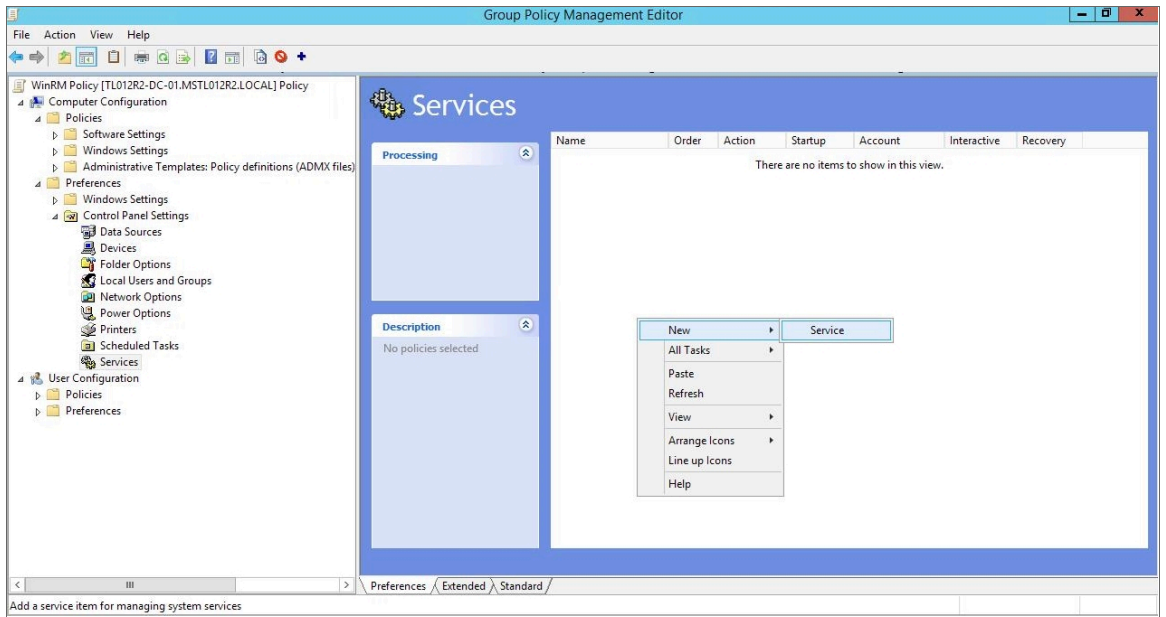 Group Policy Management Editor
File Action View Help
WinRM Policy [TL012R2-DC-01.MSTL012R2.LOCAL] Policy
Computer Configuration
Policies
Software Settings
Windows Settings
Administrative Templates: Policy definitions (ADMX files)
Preferences
Windows Settings
Control Panel Settings
Data Sources
Devices
Folder Options
Local Users and Groups
Network Options
Power Options
Printers
Scheduled Tasks
Services
User Configuration
Policies
Preferences
Services
Processing
Description
No policies selected
Name Order Action Startup Account Interactive Recovery
There are no items to show in this view.
New Service
All Tasks
Paste
Refresh
View
Arrange Icons
Line up Icons
Help
Preferences Extended Standard
Add a service item for managing system services